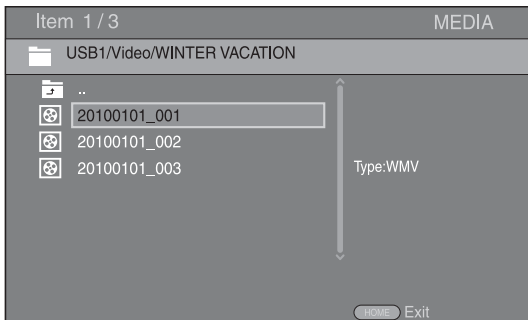 Item 1/3 MEDIA
USB1/Video/WINTER VACATION
..
20100101_001
20100101_002
20100101_003
Type:WMV
HOME Exit